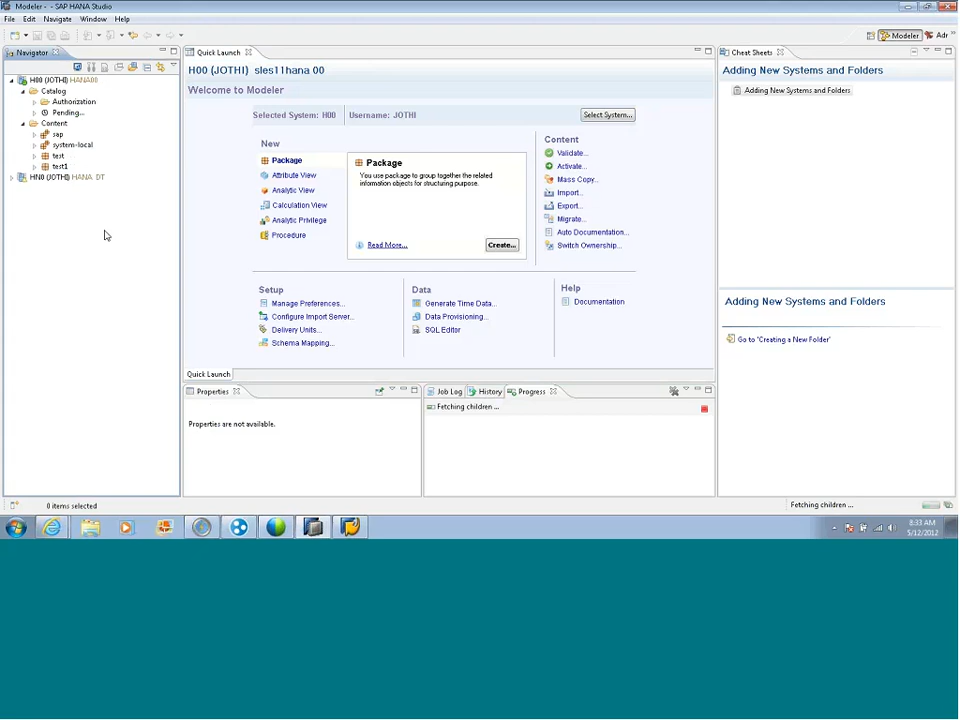 Modeler - - SAP HANA Studio
File Edit Navigate Window Help
Modeler Adr »
Navigator
H00 (JOTHI) HANA00
Catalog
Authorization
Pending...
Content
sap
system-local
test
test1
HN0 (JOTHI) HANA_DT
Quick Launch
H00 (JOTHI) sles11hana 00
Welcome to Modeler
Selected System: H00 Username: JOTHI Select System...
New
Package
Attribute View
Analytic View
Calculation View
Analytic Privilege
Procedure
Package
You use package to group together the related
information objects for structuring purpose.
Read More... Create...
Content
Validate...
Activate...
Mass Copy...
Import...
Export...
Migrate...
Auto Documentation...
Switch Ownership...
Setup
Manage Preferences...
Configure Import Server...
Delivery Units...
Schema Mapping...
Data
Generate Time Data...
Data Provisioning...
SQL Editor
Help
Documentation
Quick Launch
Properties
Properties are not available.
Job Log History Progress
Fetching children ...
Cheat Sheets
Adding New Systems and Folders
Adding New Systems and Folders
Adding New Systems and Folders
Go to 'Creating a New Folder'
0 items selected
Fetching children ...
8:33 AM
5/12/2012